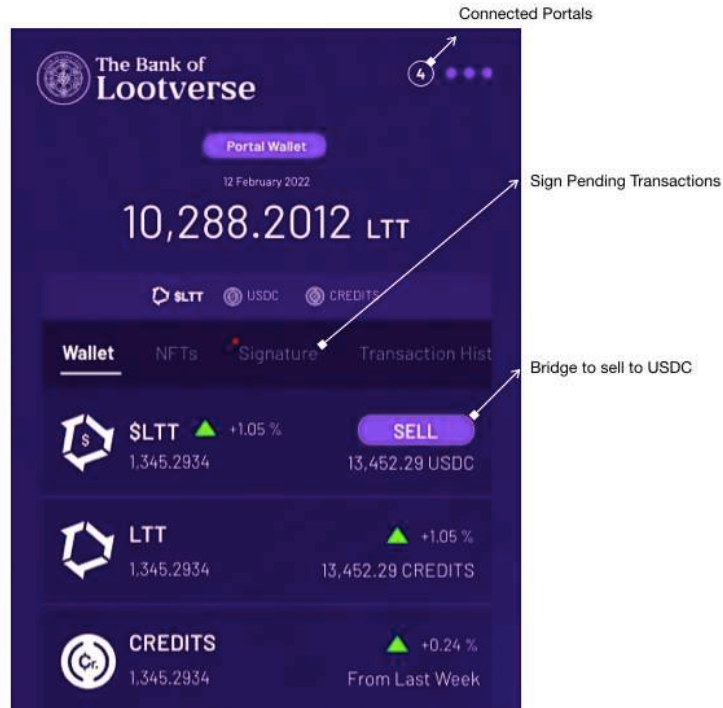 Connected Portals
The Bank of
Lootverse
4
Portal Wallet
12 February 2022
Sign Pending Transactions
10,288.2012 LTT
$LTT USDC CREDITS
Wallet NFTs Signature Transaction Hist
Bridge to sell to USDC
$LTT +1.05 % SELL
1,345.2934 13,452.29 USDC
LTT +1.05 %
1,345.2934 13,452.29 CREDITS
CREDITS +0.24 %
1,345.2934 From Last Week